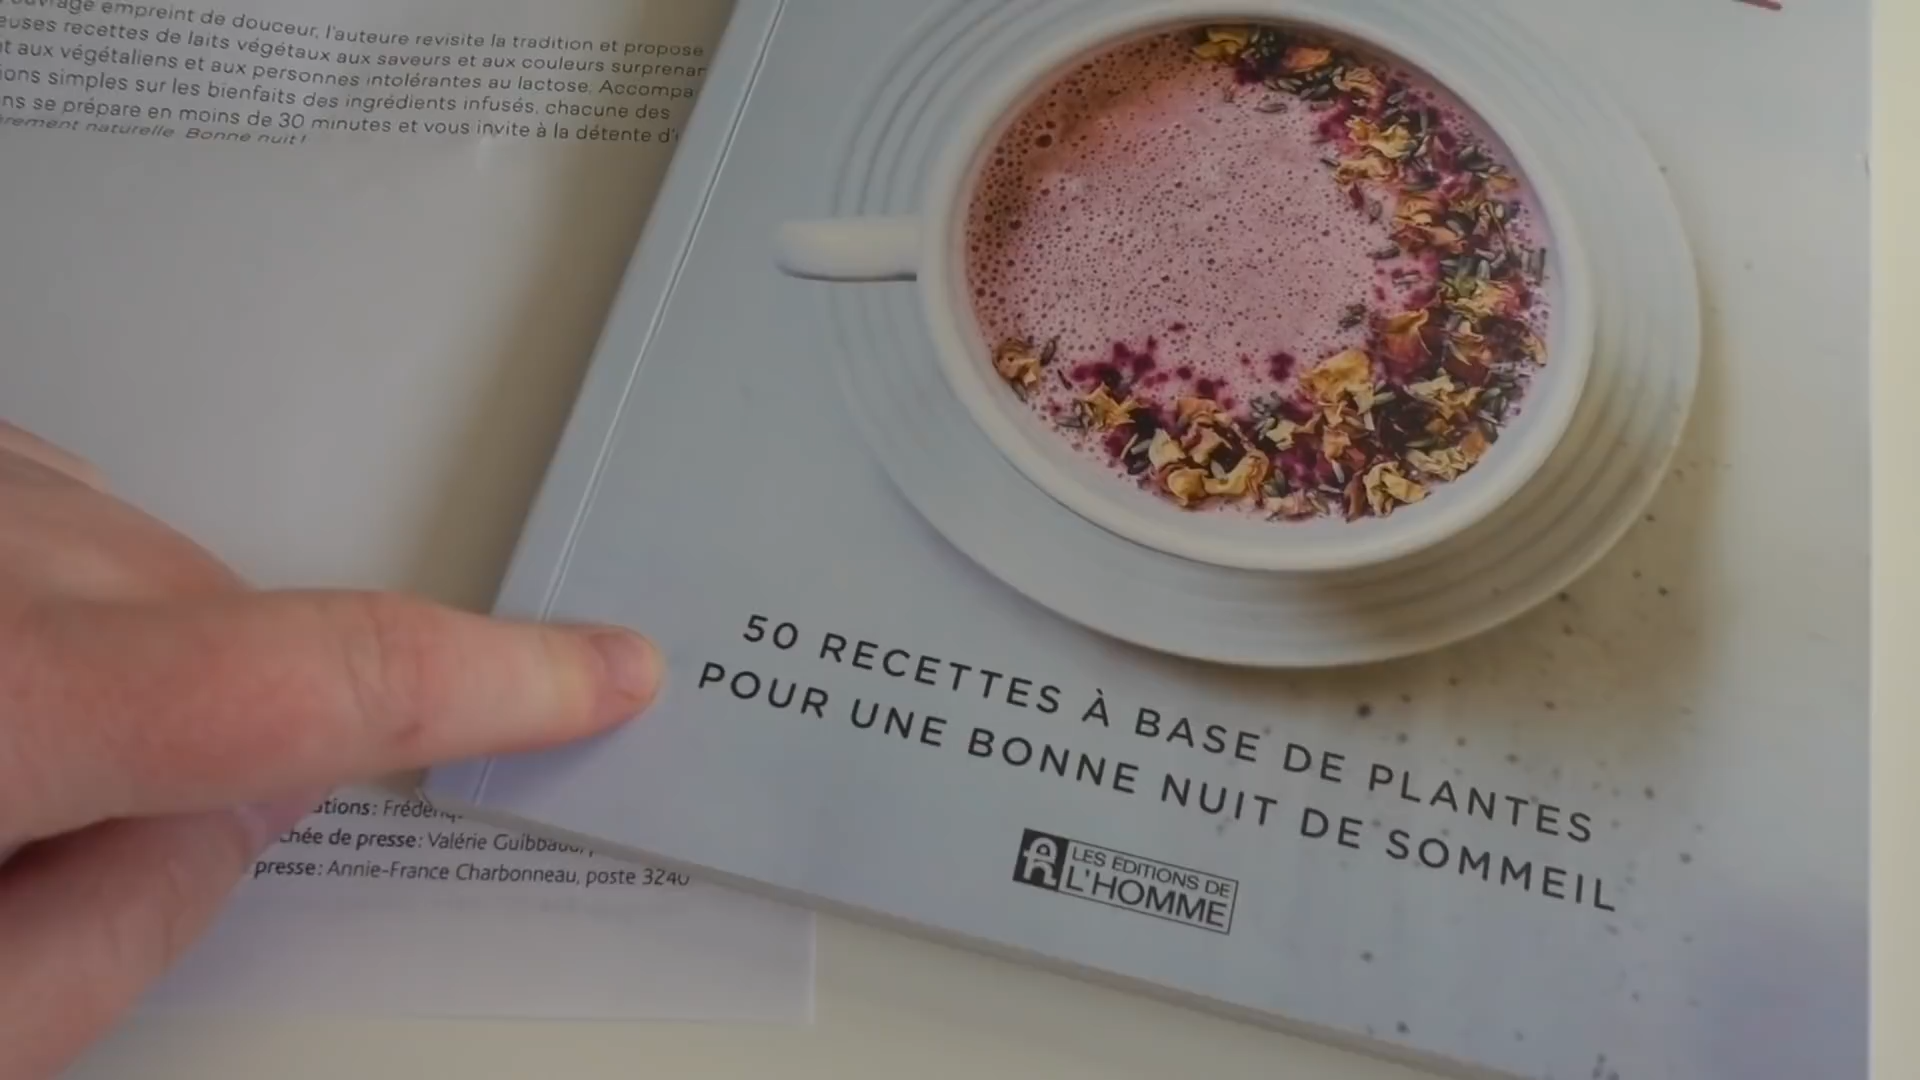 empreint de douceur, l'auteure revisite la tradition et propose
recettes de laits végétaux aux saveurs et aux couleurs
aux végétaliens et aux personnes intolérantes au lactose.
simples sur les bienfaits des ingrédients infusés, chacune des
se prépare en moins de 30 minutes et vous invite à la détente
naturelle. Bonne nuit !
50 RECETTES À BASE DE PLANTES
POUR UNE BONNE NUIT DE SOMMEIL
LES EDITIONS DE
L'HOMME
de presse : Valérie
presse : Annie-France Charbonneau, poste 3240